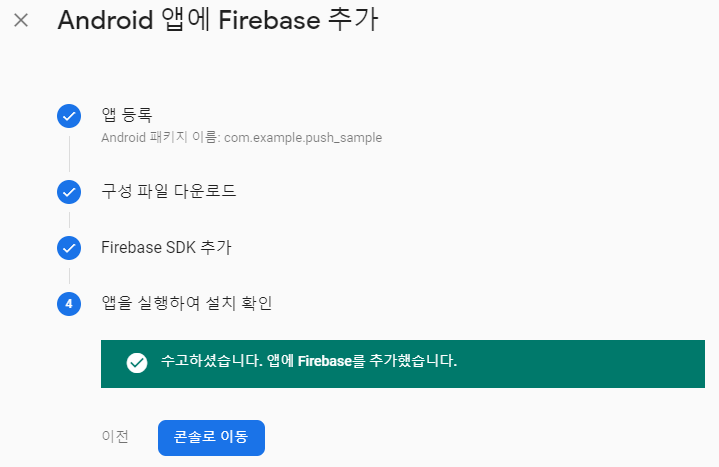 Android 앱에 Firebase 추가
앱 등록
Android 패키지 이름: com.example.push_sample
구성 파일 다운로드
Firebase SDK 추가
4 앱을 실행하여 설치 확인
수고하셨습니다. 앱에 Firebase를 추가했습니다.
이전 콘솔로 이동